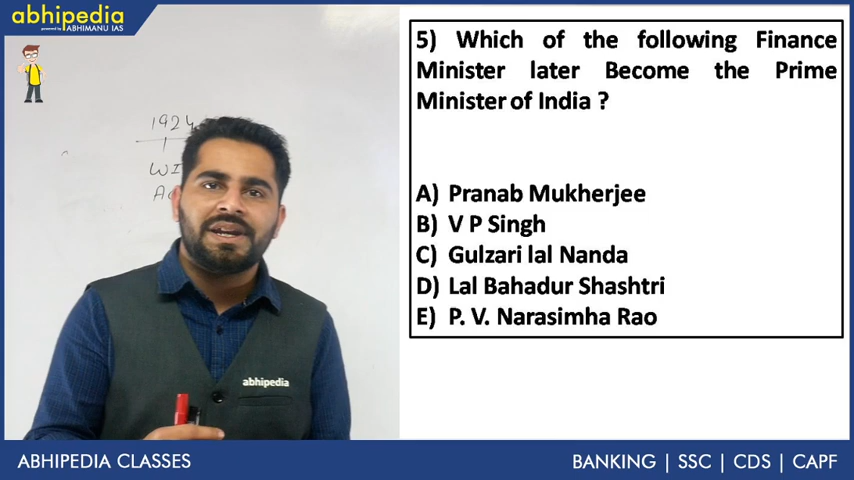 abhipedia
powered by ABHIMANU IAS
1924
WI
abhipedia
5) Which of the following Finance
Minister later Become the Prime
Minister of India ?
A) Pranab Mukherjee
B) V P Singh
C) Gulzari lal Nanda
D) Lal Bahadur Shashtri
E) P. V. Narasimha Rao
ABHIPEDIA CLASSES
BANKING | SSC | CDS | CAPF